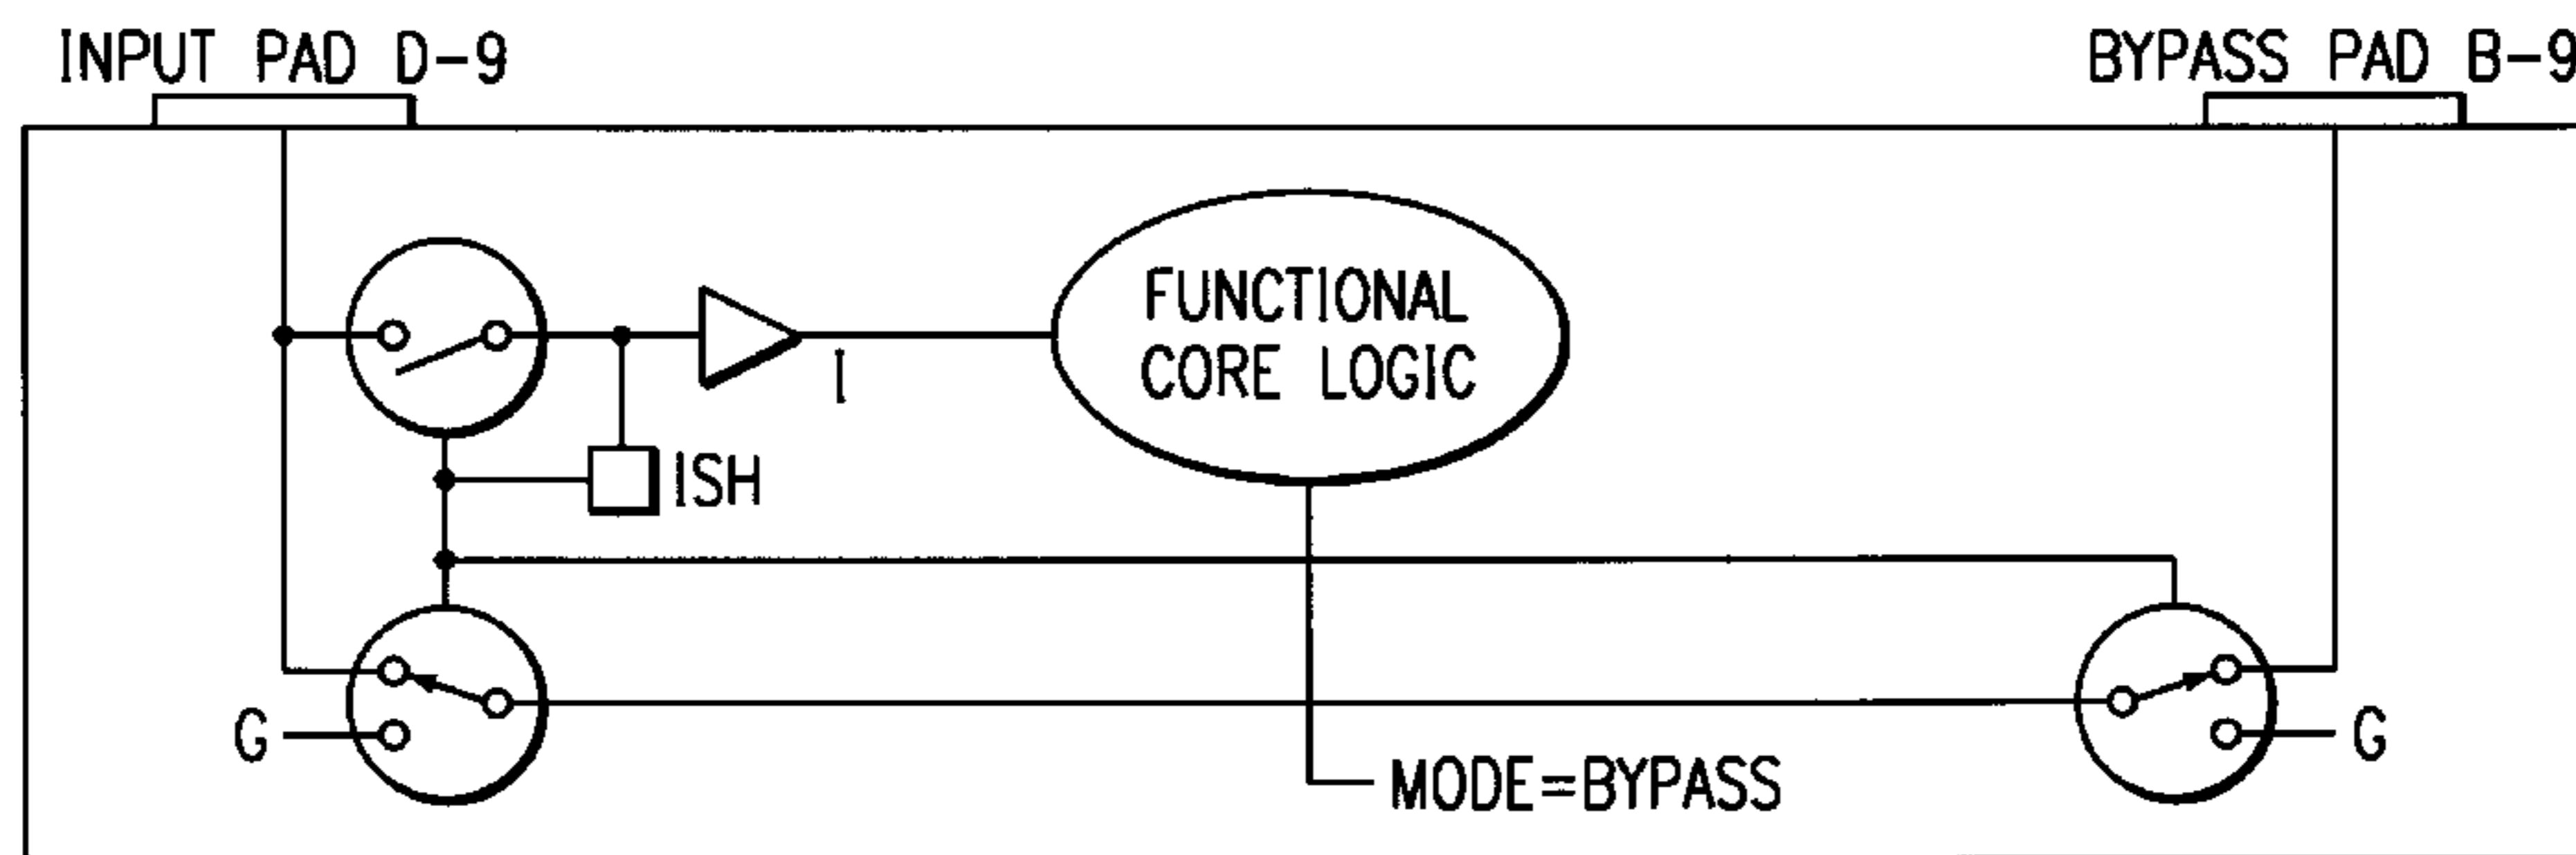 INPUT PAD D-9
BYPASS PAD B-9
FUNCTIONAL
CORE LOGIC
I
ISH
G
G
MODE=BYPASS